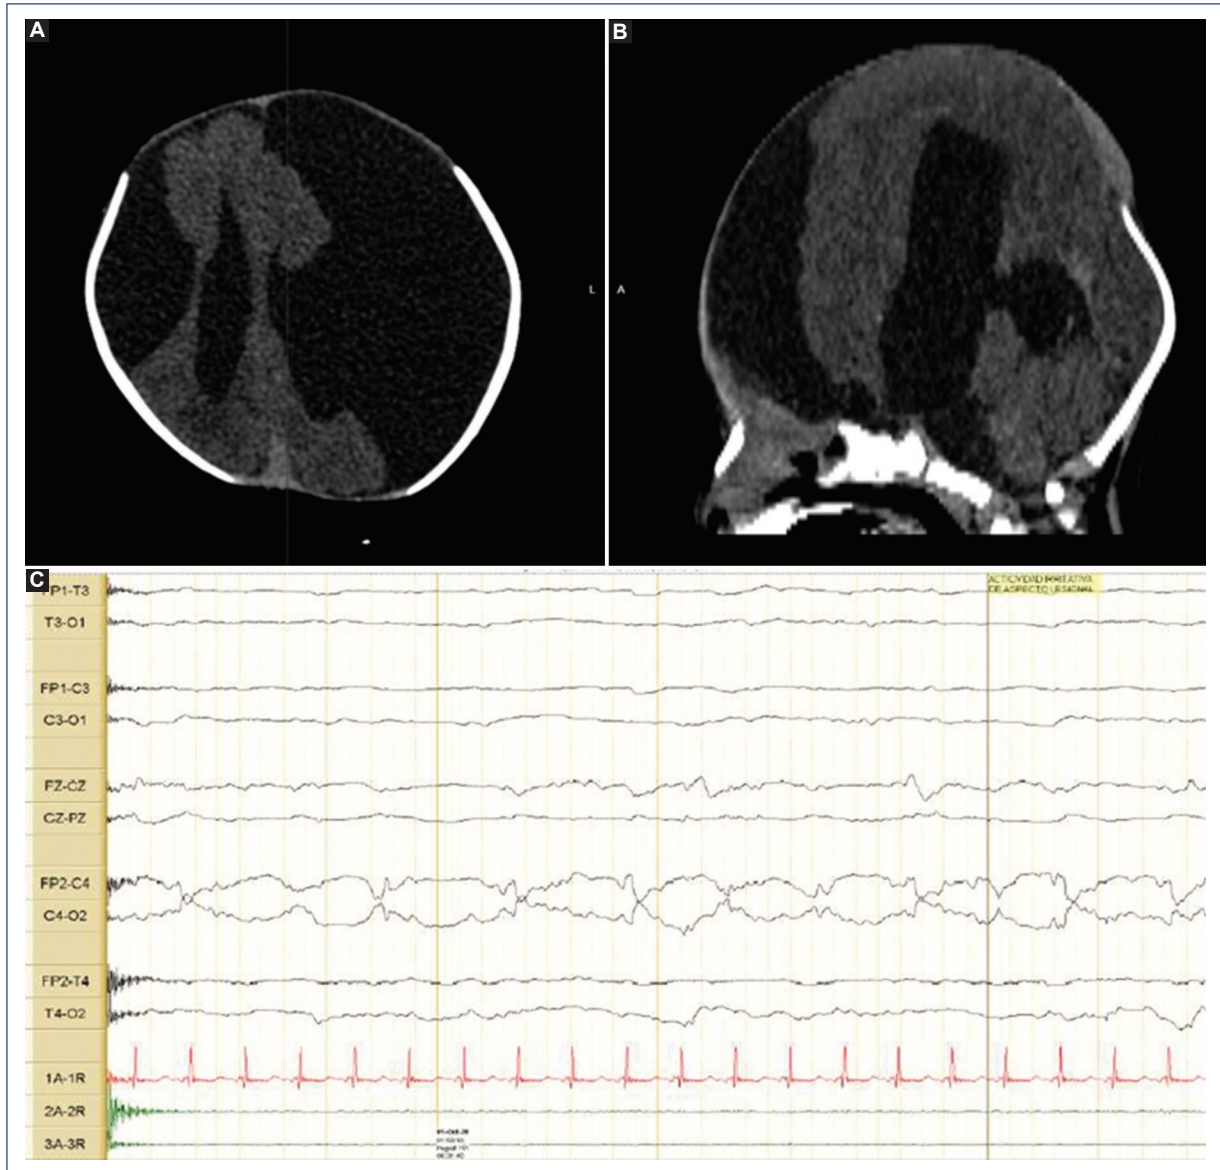 A
B
L
A
C
FP1-T3
ACTICVIDAD IRRITATIVA
DE ASPECTO LESIONAL
T3-O1
FP1-C3
C3-O1
FZ-CZ
CZ-PZ
FP2-C4
C4-O2
FP2-T4
T4-O2
1A-1R
2A-2R
3A-3R